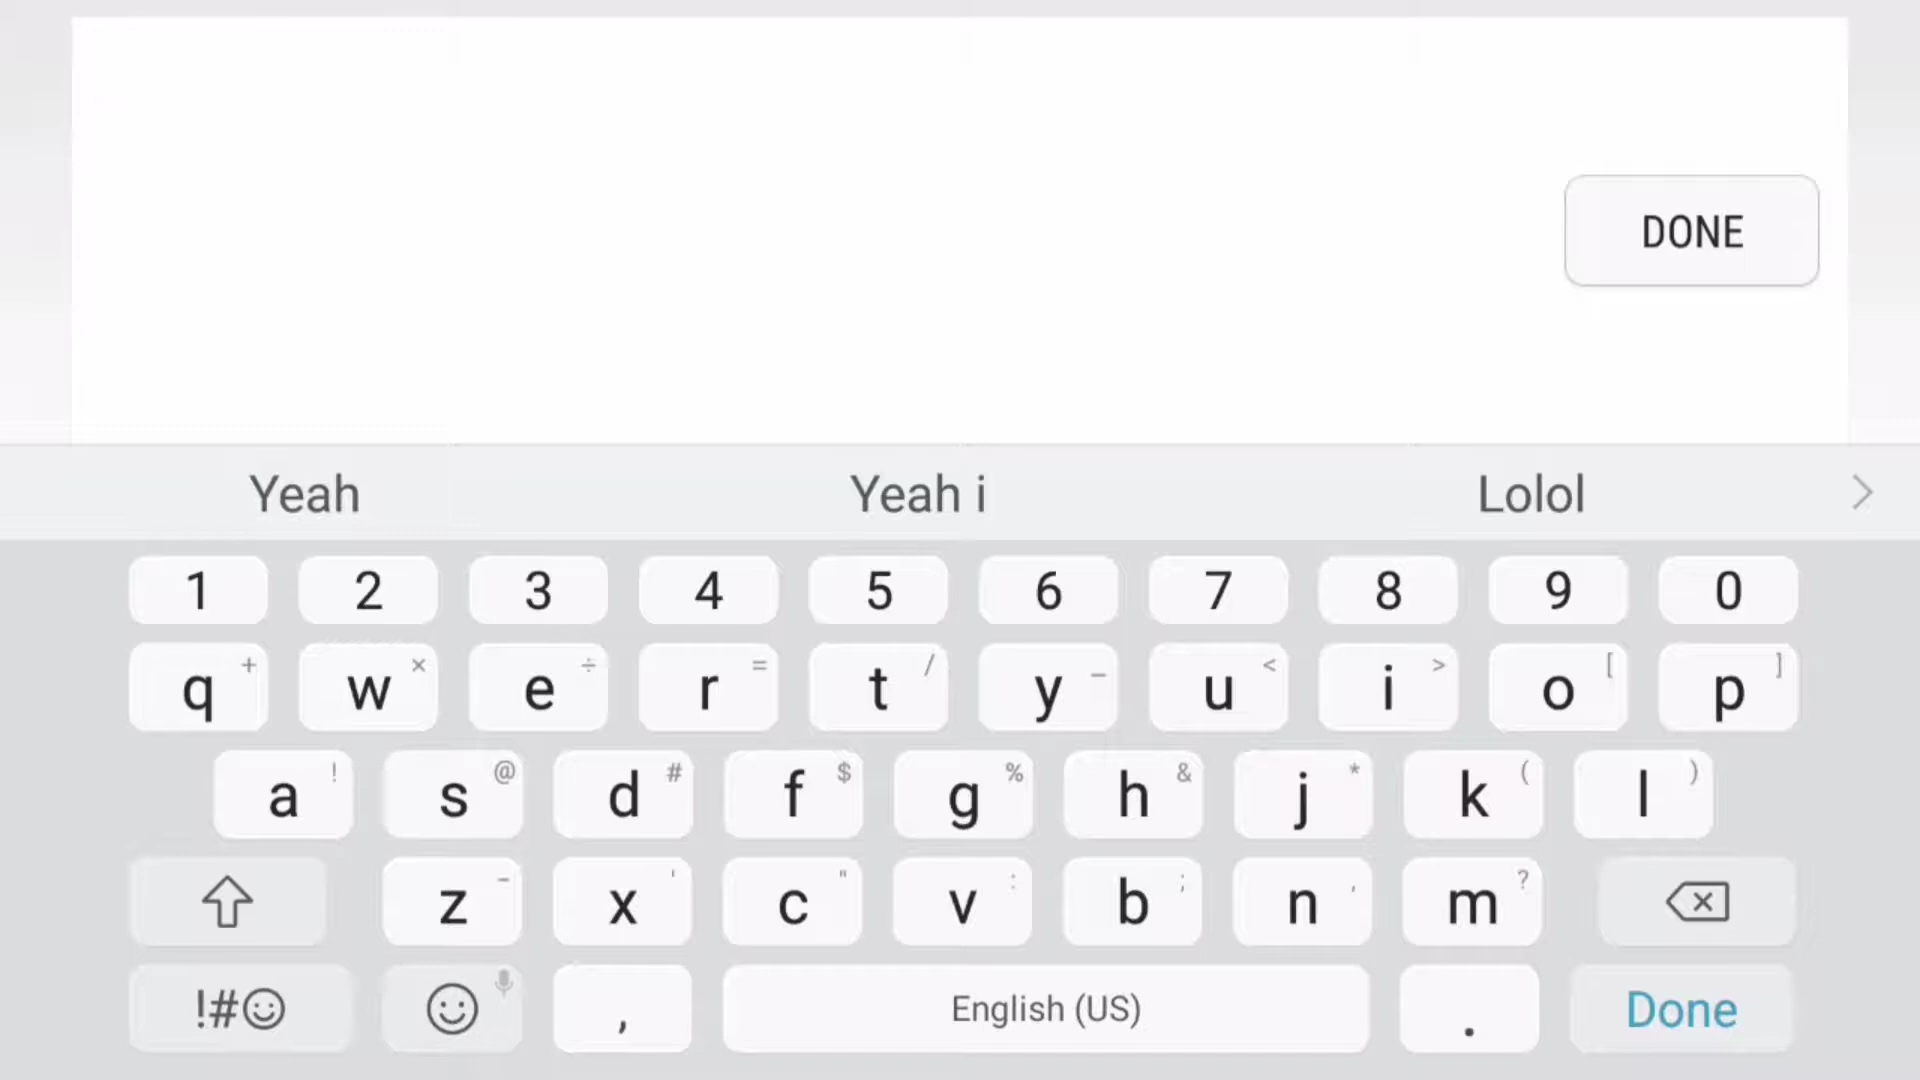 DONE
Yeah Yeah i Lolol >
1 2 3 4 5 6 7 8 9 0
q + w × e ÷ r = t / y _ u < i > o [ p ]
a ! s @ d # f $ g % h & j * k ( l )
z - x ' c " v : b ; n , m ?
!#☺ , English (US) . Done